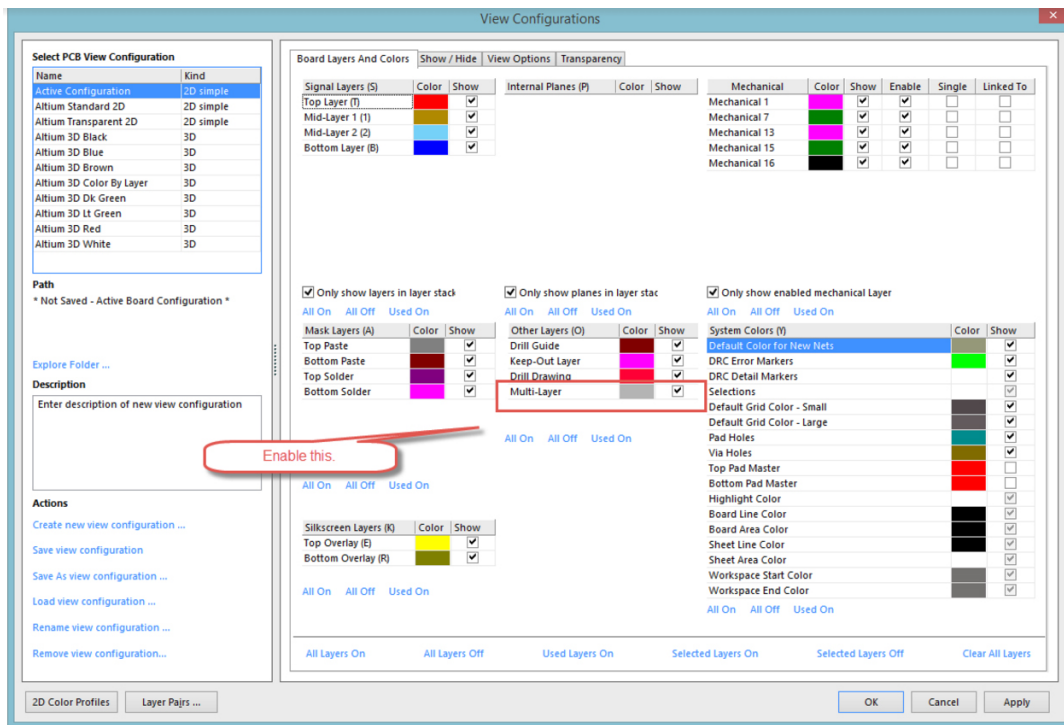 View Configurations
Select PCB View Configuration
Name Kind
Active Configuration 2D simple
Altium Standard 2D 2D simple
Altium Transparent 2D 2D simple
Altium 3D Black 3D
Altium 3D Blue 3D
Altium 3D Brown 3D
Altium 3D Color By Layer 3D
Altium 3D Dk Green 3D
Altium 3D Lt Green 3D
Altium 3D Red 3D
Altium 3D White 3D
Path
* Not Saved - Active Board Configuration *
Explore Folder ...
Description
Enter description of new view configuration
Actions
Create new view configuration ...
Save view configuration
Save As view configuration ...
Load view configuration ...
Rename view configuration ...
Remove view configuration...
Board Layers And Colors Show / Hide View Options Transparency
Signal Layers (S) Color Show
Top Layer (T)
Mid-Layer 1 (1)
Mid-Layer 2 (2)
Bottom Layer (B)
Only show layers in layer stack
All On All Off Used On
Internal Planes (P) Color Show
Only show planes in layer stac
All On All Off Used On
Mechanical Color Show Enable Single Linked To
Mechanical 1
Mechanical 7
Mechanical 13
Mechanical 15
Mechanical 16
Only show enabled mechanical Layer
All On All Off Used On
Mask Layers (A) Color Show
Top Paste
Bottom Paste
Top Solder
Bottom Solder
All On All Off Used On
Other Layers (O) Color Show
Drill Guide
Keep-Out Layer
Drill Drawing
Multi-Layer
All On All Off Used On
Enable this.
Silkscreen Layers (K) Color Show
Top Overlay (E)
Bottom Overlay (R)
All On All Off Used On
System Colors (Y) Color Show
Default Color for New Nets
DRC Error Markers
DRC Detail Markers
Selections
Default Grid Color - Small
Default Grid Color - Large
Pad Holes
Via Holes
Top Pad Master
Bottom Pad Master
Highlight Color
Board Line Color
Board Area Color
Sheet Line Color
Sheet Area Color
Workspace Start Color
Workspace End Color
All On All Off Used On
All Layers On All Layers Off Used Layers On Selected Layers On Selected Layers Off Clear All Layers
2D Color Profiles Layer Pairs ... OK Cancel Apply